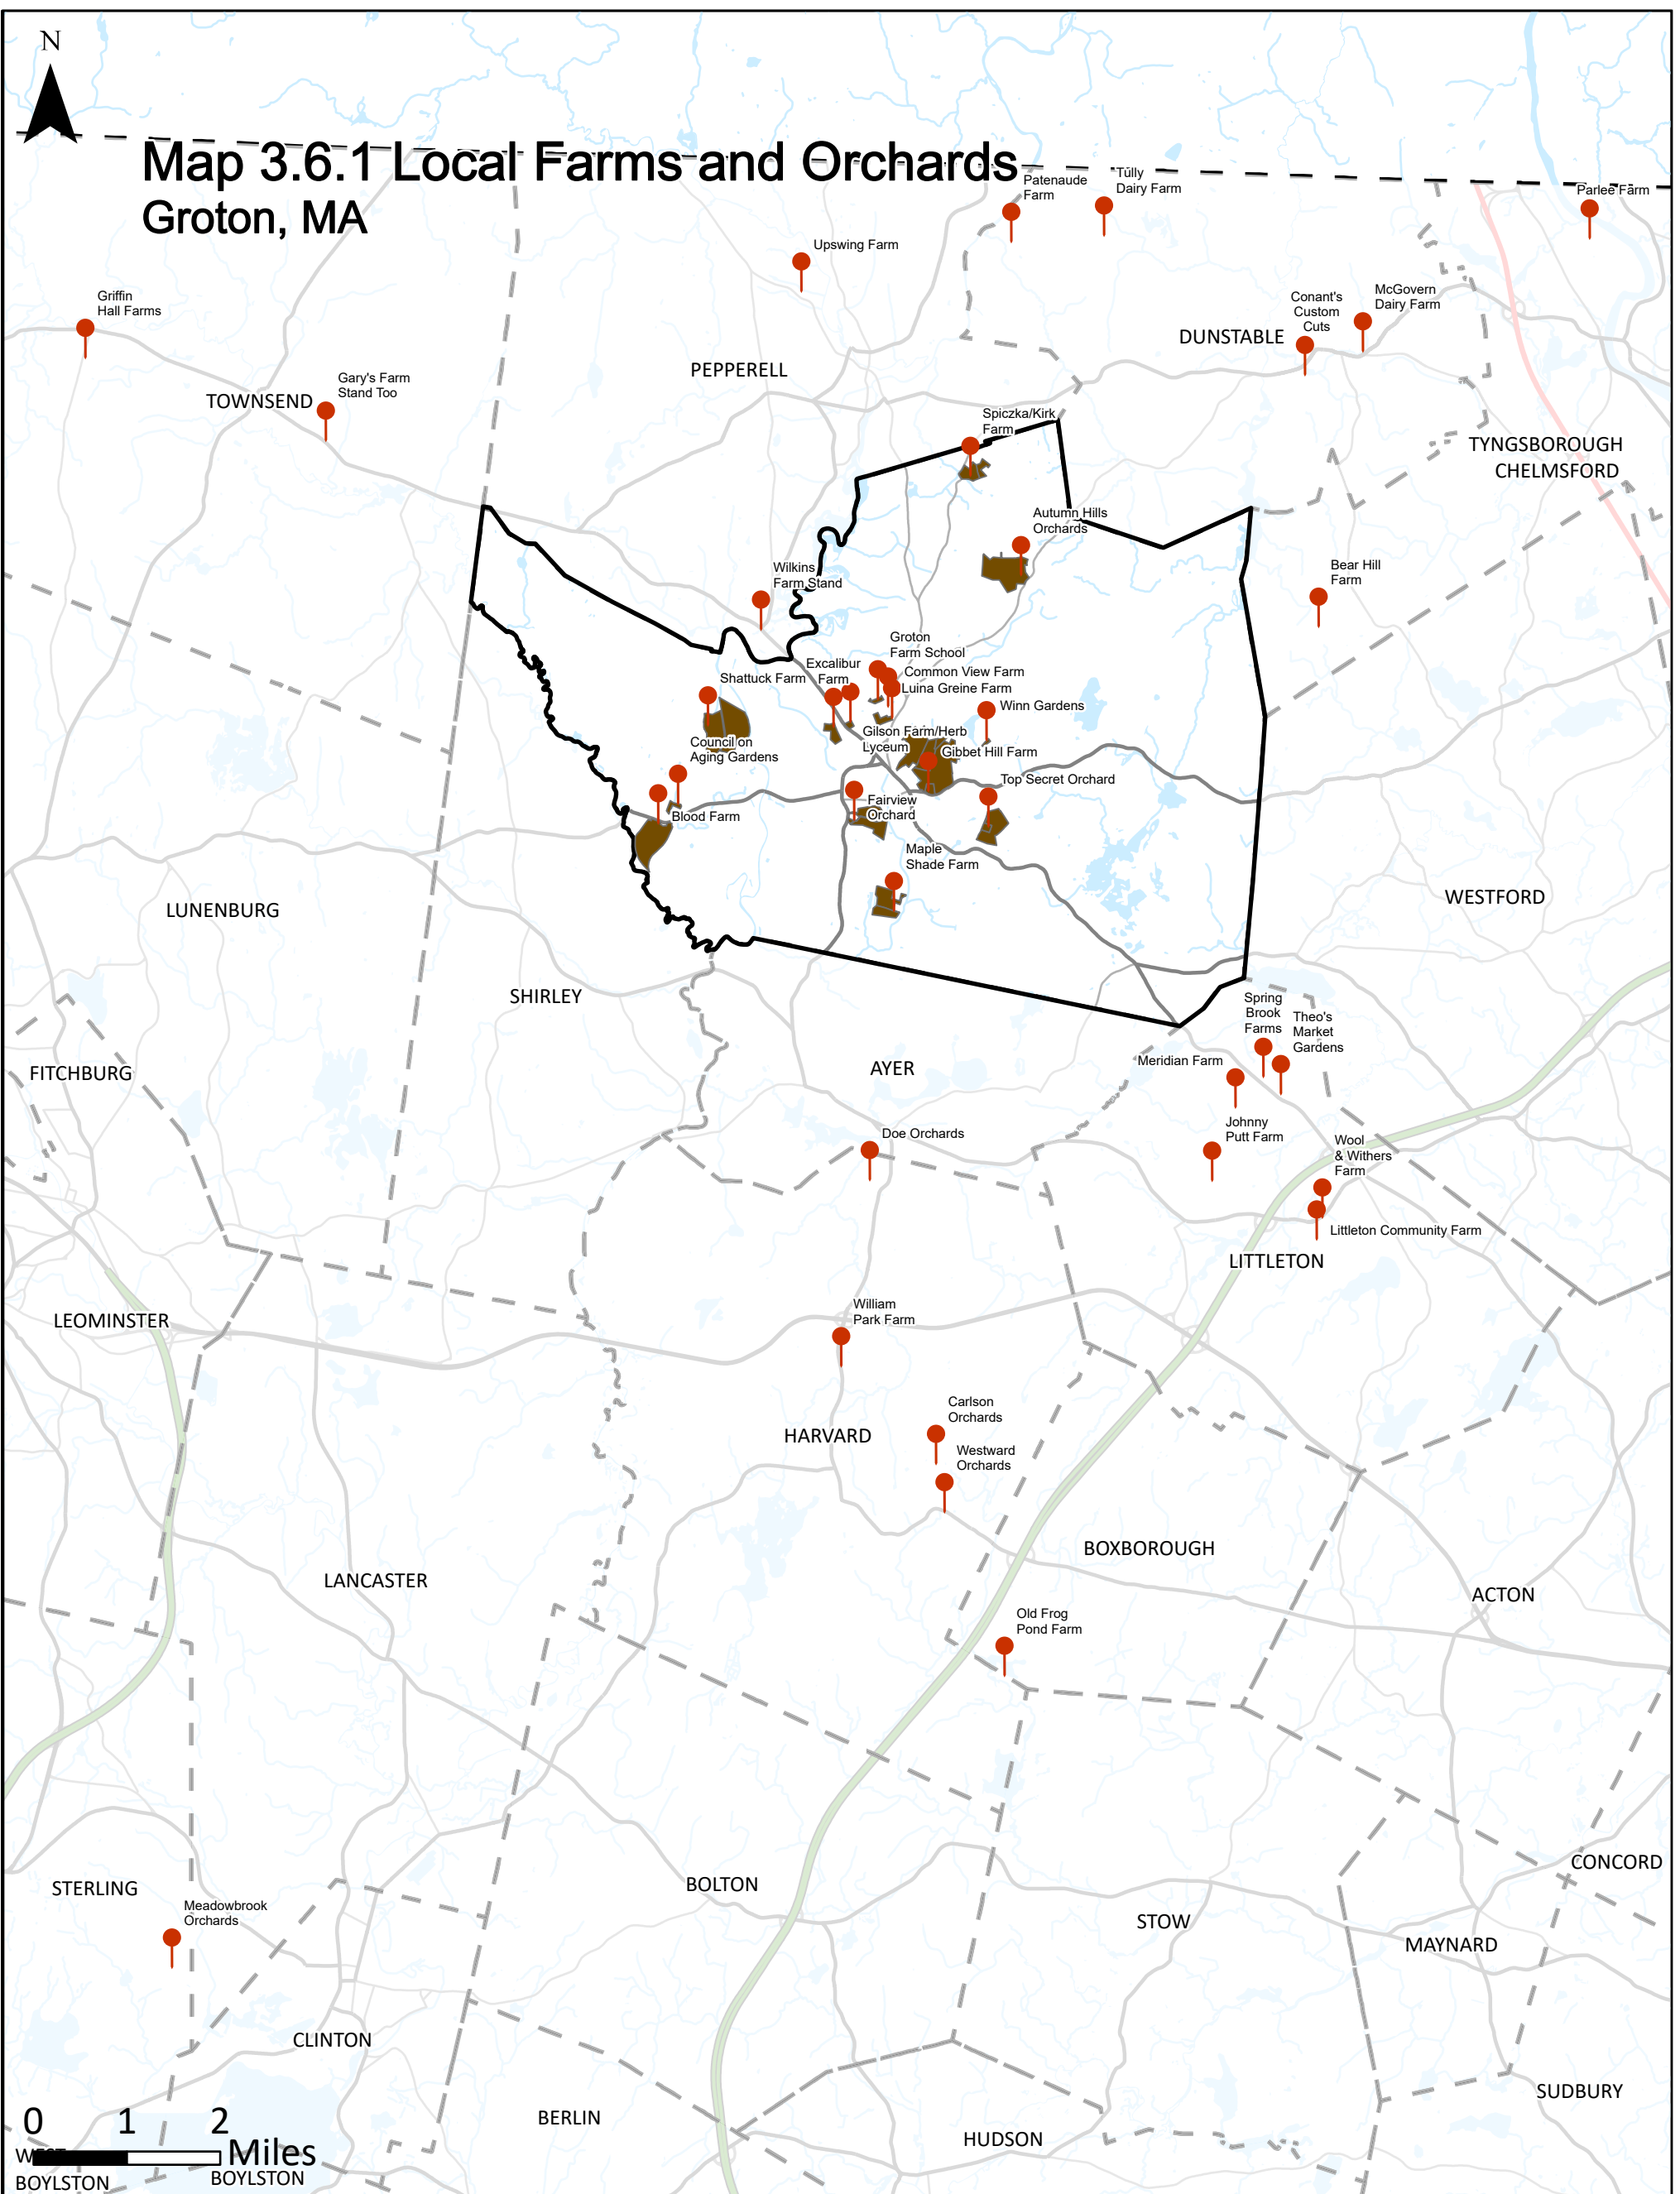 N
Map 3.6.1 Local Farms and Orchards
Groton, MA
Patenaude
Farm
Tully
Dairy Farm
Parlee Farm
Upswing Farm
Griffin
Hall Farms
Conant's
Custom
Cuts
McGovern
Dairy Farm
DUNSTABLE
PEPPERELL
Gary's Farm
Stand Too
TOWNSEND
Spiczka/Kirk
Farm
TYNGSBOROUGH
CHELMSFORD
Autumn Hills
Orchards
Wilkins
Farm Stand
Bear Hill
Farm
Groton
Farm School
Excalibur
Farm
Common View Farm
Shattuck Farm
Luina Greine Farm
Winn Gardens
Gilson Farm/Herb
Lyceum
Council on
Aging Gardens
Gibbet Hill Farm
Top Secret Orchard
Fairview
Orchard
Blood Farm
Maple
Shade Farm
WESTFORD
LUNENBURG
SHIRLEY
Spring
Brook
Farms
Theo's
Market
Gardens
Meridian Farm
AYER
FITCHBURG
Johnny
Putt Farm
Doe Orchards
Wool
& Withers
Farm
Littleton Community Farm
LITTLETON
William
Park Farm
LEOMINSTER
Carlson
Orchards
HARVARD
Westward
Orchards
BOXBOROUGH
LANCASTER
ACTON
Old Frog
Pond Farm
CONCORD
BOLTON
STERLING
Meadowbrook
Orchards
STOW
MAYNARD
CLINTON
SUDBURY
BERLIN
HUDSON
0 1 2
Miles
WEST
BOYLSTON
BOYLSTON